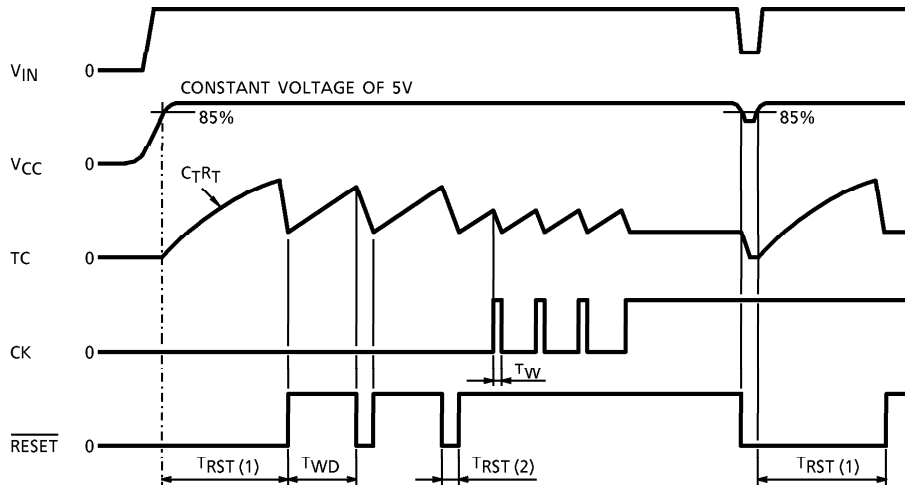 VIN 0
CONSTANT VOLTAGE OF 5V
85% 85%
VCC 0
CTRT
TC 0
CK 0
TW
RESET 0
TRST (1) TWD TRST (2) TRST (1)